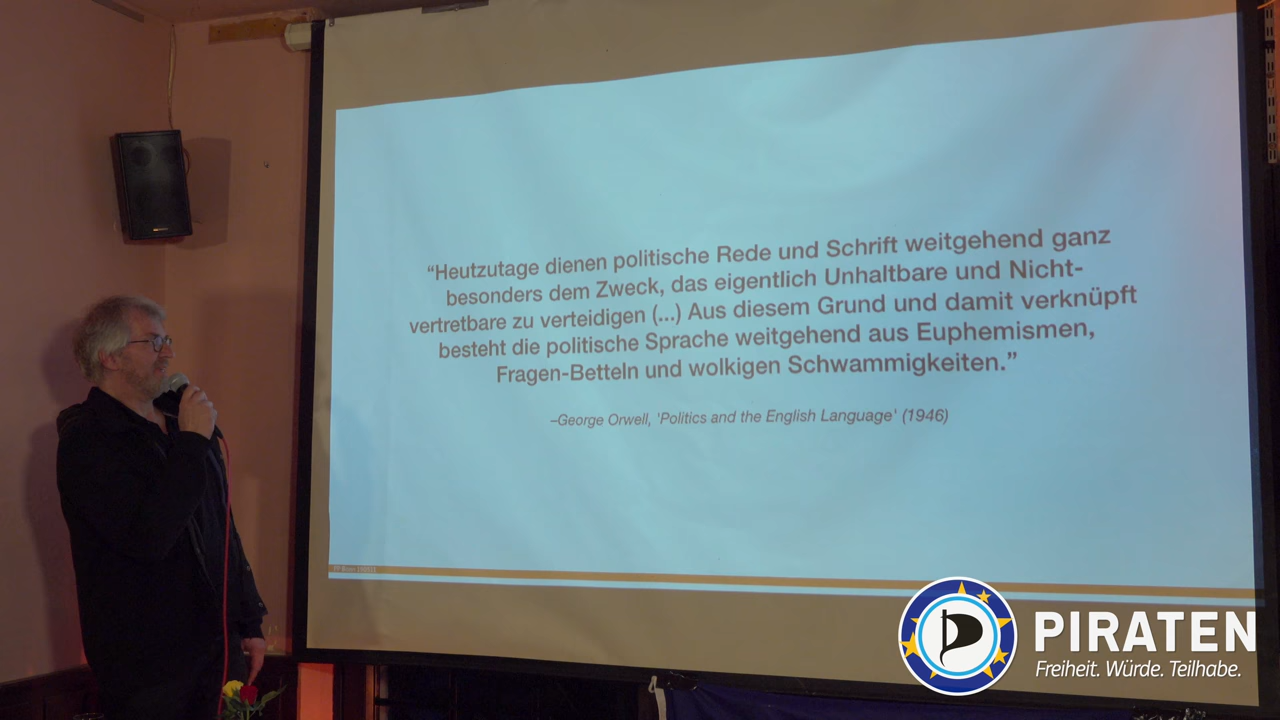 “Heutzutage dienen politische Rede und Schrift weitgehend ganz
besonders dem Zweck, das eigentlich Unhaltbare und Nicht-
vertretbare zu verteidigen (...) Aus diesem Grund und damit verknüpft
besteht die politische Sprache weitgehend aus Euphemismen,
Fragen-Betteln und wolkigen Schwammigkeiten.”
–George Orwell, 'Politics and the English Language' (1946)
PIRATEN
Freiheit. Würde. Teilhabe.